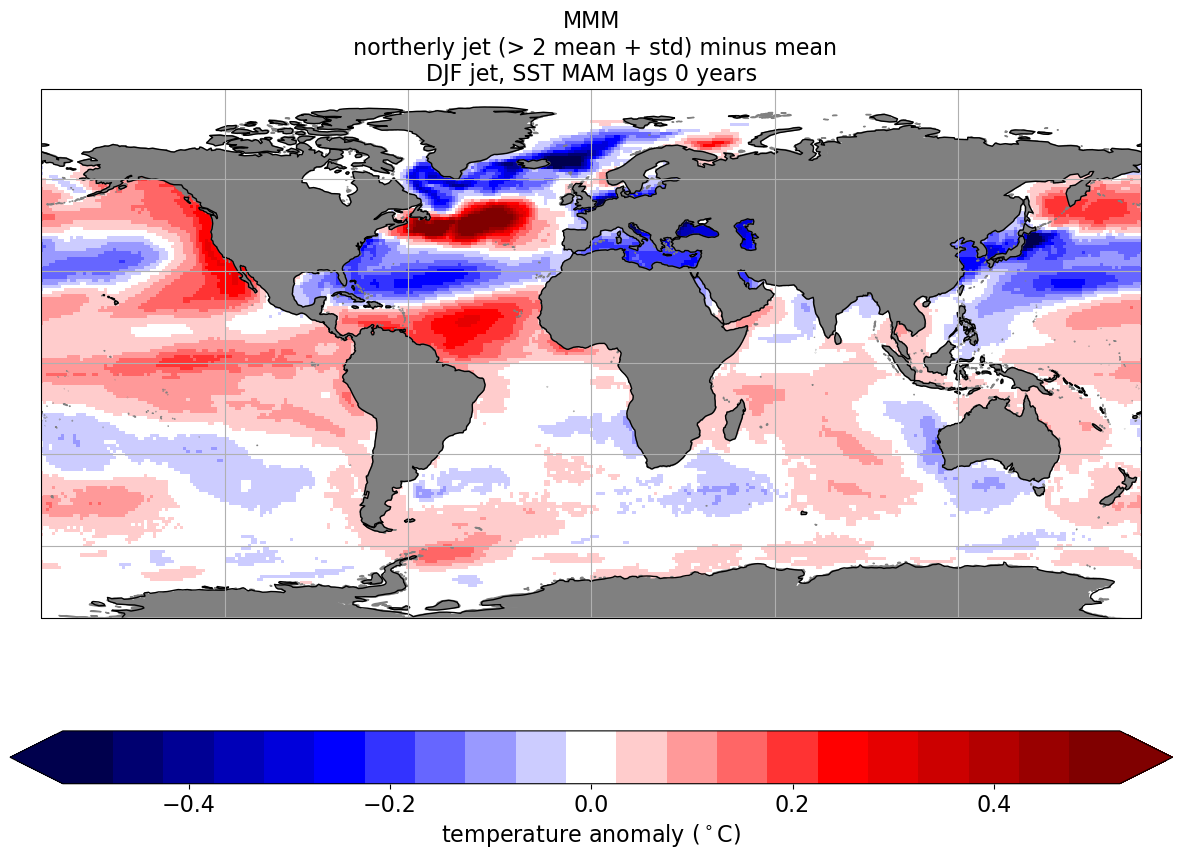 MMM
northerly jet (> 2 mean + std) minus mean
DJF jet, SST MAM lags 0 years
−0.4 −0.2 0.0 0.2 0.4
temperature anomaly (°C)